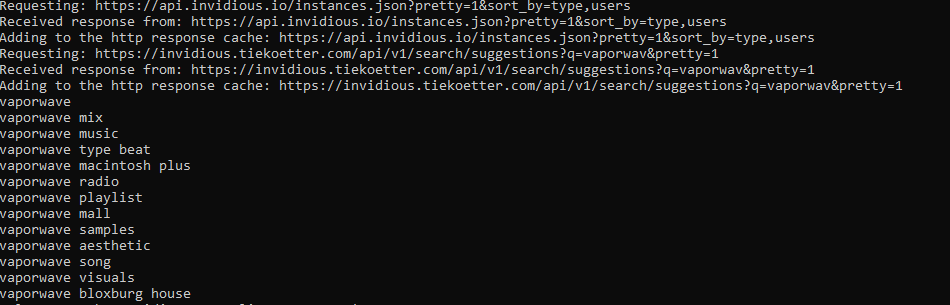 Requesting: https://api.invidious.io/instances.json?pretty=1&sort_by=type,users
Received response from: https://api.invidious.io/instances.json?pretty=1&sort_by=type,users
Adding to the http response cache: https://api.invidious.io/instances.json?pretty=1&sort_by=type,users
Requesting: https://invidious.tiekoetter.com/api/v1/search/suggestions?q=vaporwav&pretty=1
Received response from: https://invidious.tiekoetter.com/api/v1/search/suggestions?q=vaporwav&pretty=1
Adding to the http response cache: https://invidious.tiekoetter.com/api/v1/search/suggestions?q=vaporwav&pretty=1
vaporwave
vaporwave mix
vaporwave music
vaporwave type beat
vaporwave macintosh plus
vaporwave radio
vaporwave playlist
vaporwave mall
vaporwave samples
vaporwave aesthetic
vaporwave song
vaporwave visuals
vaporwave bloxburg house